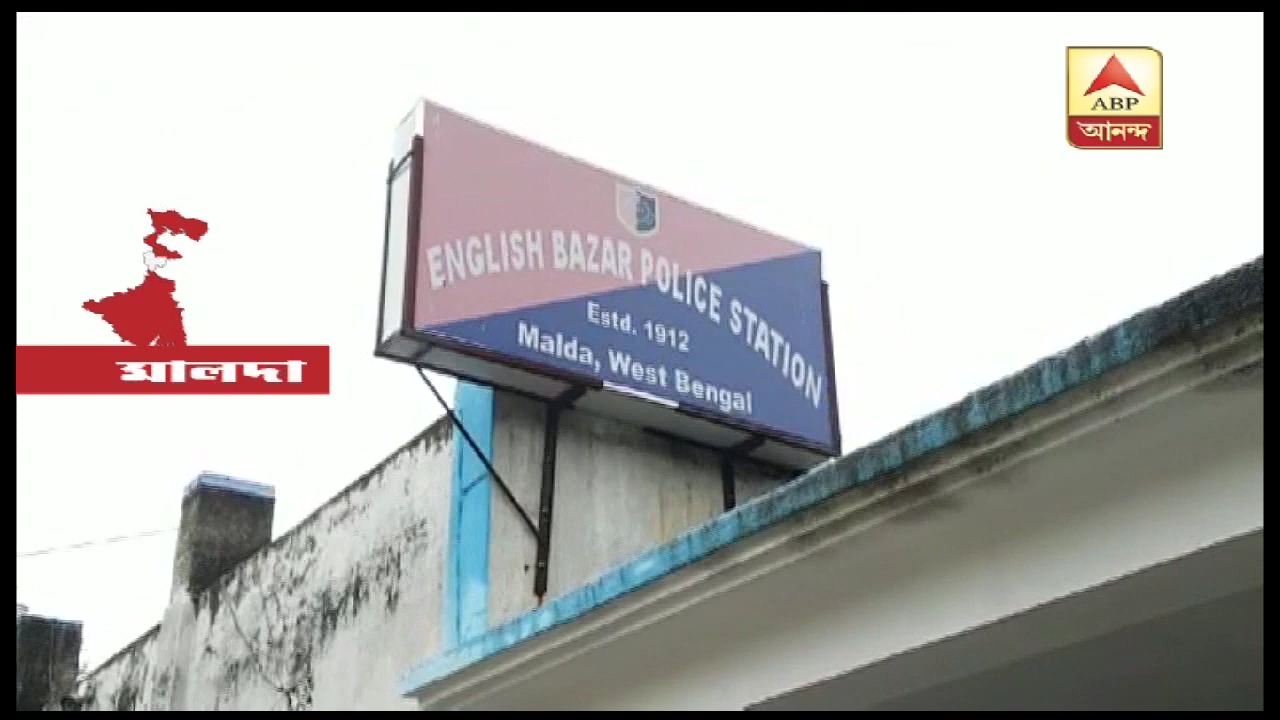 ABP
আনন্দ
ENGLISH BAZAR POLICE STATION
Estd. 1912
Malda, West Bengal
মালদা